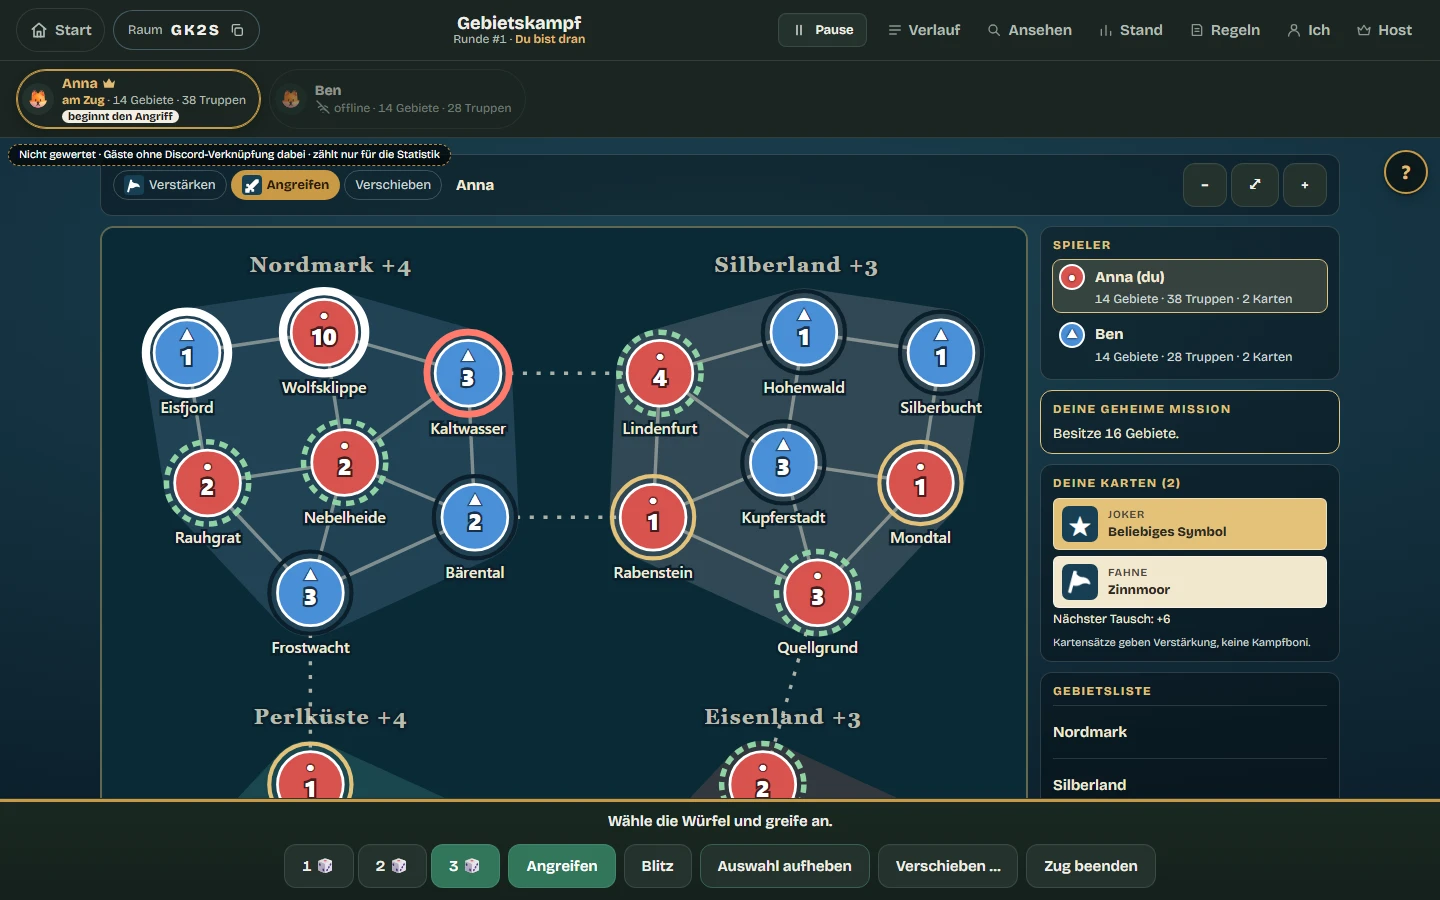 Start
Raum GK2S
Gebietskampf
Runde #1 · Du bist dran
Pause
Verlauf
Ansehen
Stand
Regeln
Ich
Host
Anna
am Zug · 14 Gebiete · 38 Truppen
beginnt den Angriff
Ben
offline · 14 Gebiete · 28 Truppen
Nicht gewertet · Gäste ohne Discord-Verknüpfung dabei · zählt nur für die Statistik
Verstärken
Angreifen
Verschieben
Anna
−
+
?
Nordmark +4
Silberland +3
1
Eisfjord
10
Wolfsklippe
3
Kaltwasser
4
Lindenfurt
1
Hohenwald
1
Silberbucht
2
Rauhgrat
2
Nebelheide
2
Bärental
1
Rabenstein
3
Kupferstadt
1
Mondtal
3
Frostwacht
3
Quellgrund
Perlküste +4
Eisenland +3
1
2
SPIELER
Anna (du)
14 Gebiete · 38 Truppen · 2 Karten
Ben
14 Gebiete · 28 Truppen · 2 Karten
DEINE GEHEIME MISSION
Besitze 16 Gebiete.
DEINE KARTEN (2)
JOKER
Beliebiges Symbol
FAHNE
Zinnmoor
Nächster Tausch: +6
Kartensätze geben Verstärkung, keine Kampfboni.
GEBIETSLISTE
Nordmark
Silberland
Wähle die Würfel und greife an.
1
2
3
Angreifen
Blitz
Auswahl aufheben
Verschieben ...
Zug beenden